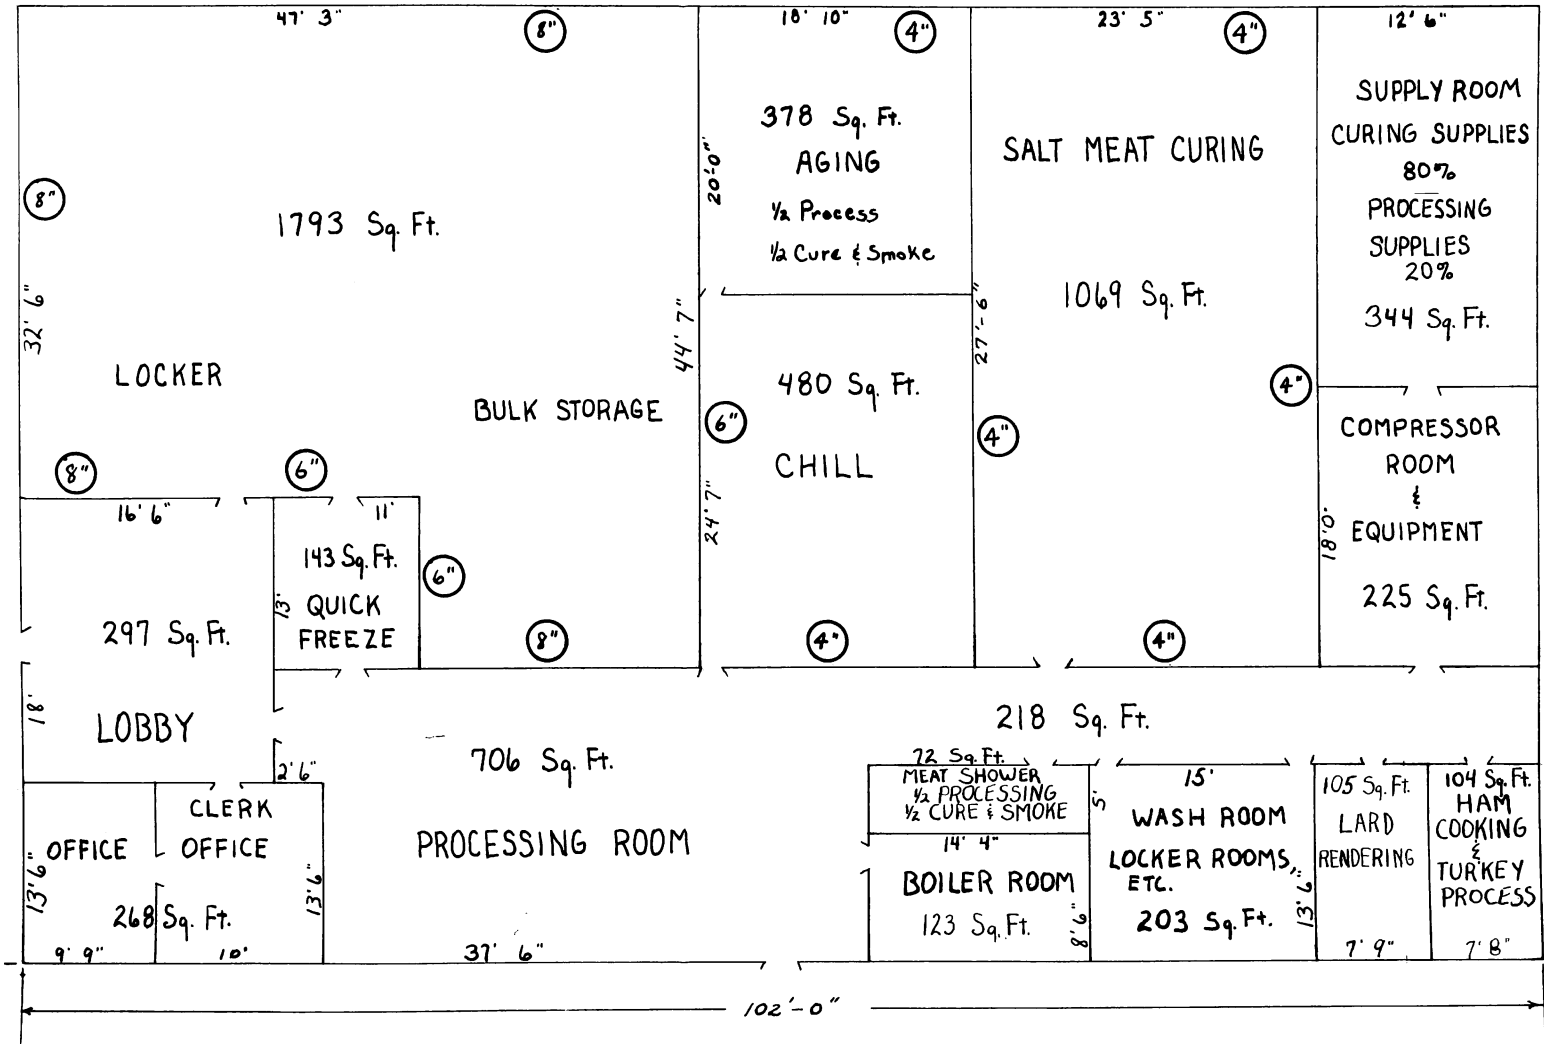 47' 3"
8"
18' 10"
4"
23' 5"
4"
12' 6"
8"
1793 Sq. Ft.
32' 6"
LOCKER
BULK STORAGE
44' 7"
8"
6"
378 Sq. Ft.
AGING
½ Process
½ Cure & Smoke
20'-0"
480 Sq. Ft.
6"
CHILL
24' 7"
4"
SALT MEAT CURING
1069 Sq. Ft.
27'-6"
4"
4"
4"
SUPPLY ROOM
CURING SUPPLIES
80%
PROCESSING
SUPPLIES
20%
344 Sq. Ft.
COMPRESSOR
ROOM
&
EQUIPMENT
18'0"
225 Sq. Ft.
16' 6"
297 Sq. Ft.
18'
LOBBY
11'
143 Sq. Ft.
13'
QUICK
FREEZE
6"
8"
218 Sq. Ft.
2' 6"
706 Sq. Ft.
PROCESSING ROOM
37' 6"
CLERK
OFFICE
OFFICE
13' 6"
13' 6"
268 Sq. Ft.
9' 9"
10'
72 Sq. Ft.
MEAT SHOWER
½ PROCESSING
½ CURE & SMOKE
5'
14' 4"
BOILER ROOM
123 Sq. Ft.
8' 6"
15'
WASH ROOM
LOCKER ROOMS,
ETC.
203 Sq. Ft.
13' 6"
105 Sq. Ft.
LARD
RENDERING
7' 9"
104 Sq. Ft.
HAM
COOKING
&
TURKEY
PROCESS
7' 8"
102'-0"